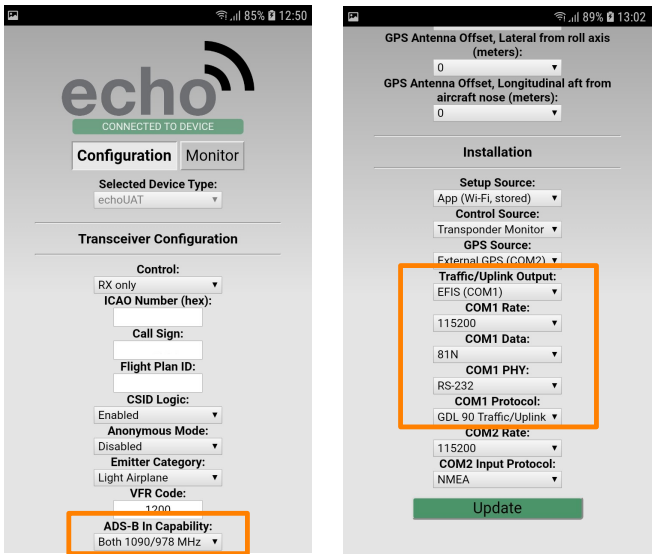 85% 12:50
echo
CONNECTED TO DEVICE
Configuration Monitor
Selected Device Type:
echoUAT
Transceiver Configuration
Control:
RX only
ICAO Number (hex):
Call Sign:
Flight Plan ID:
CSID Logic:
Enabled
Anonymous Mode:
Disabled
Emitter Category:
Light Airplane
VFR Code:
1200
ADS-B In Capability:
Both 1090/978 MHz
89% 13:02
GPS Antenna Offset, Lateral from roll axis
(meters):
0
GPS Antenna Offset, Longitudinal aft from
aircraft nose (meters):
0
Installation
Setup Source:
App (Wi-Fi, stored)
Control Source:
Transponder Monitor
GPS Source:
External GPS (COM2)
Traffic/Uplink Output:
EFIS (COM1)
COM1 Rate:
115200
COM1 Data:
81N
COM1 PHY:
RS-232
COM1 Protocol:
GDL 90 Traffic/Uplink
COM2 Rate:
115200
COM2 Input Protocol:
NMEA
Update